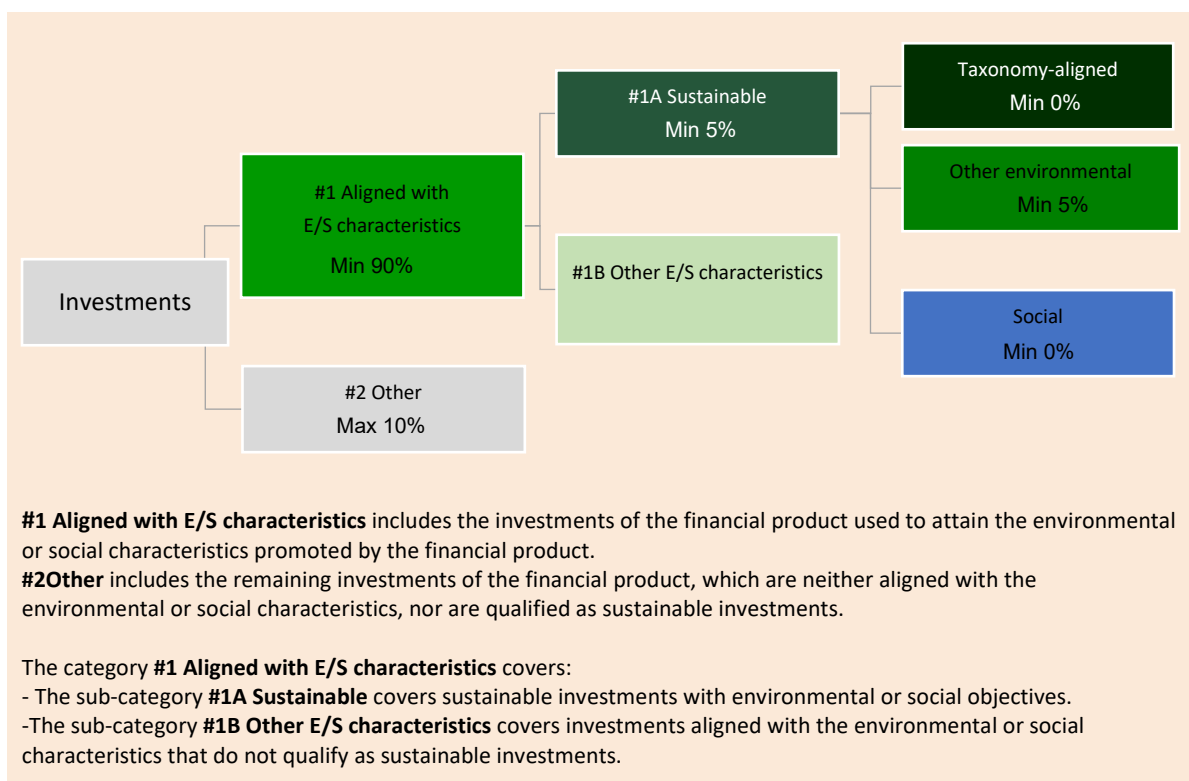 Investments
#1 Aligned with
E/S characteristics
Min 90%
#2 Other
Max 10%
#1A Sustainable
Min 5%
#1B Other E/S characteristics
Taxonomy-aligned
Min 0%
Other environmental
Min 5%
Social
Min 0%
#1 Aligned with E/S characteristics includes the investments of the financial product used to attain the environmental
or social characteristics promoted by the financial product.
#2Other includes the remaining investments of the financial product, which are neither aligned with the
environmental or social characteristics, nor are qualified as sustainable investments.
The category #1 Aligned with E/S characteristics covers:
- The sub-category #1A Sustainable covers sustainable investments with environmental or social objectives.
-The sub-category #1B Other E/S characteristics covers investments aligned with the environmental or social
characteristics that do not qualify as sustainable investments.